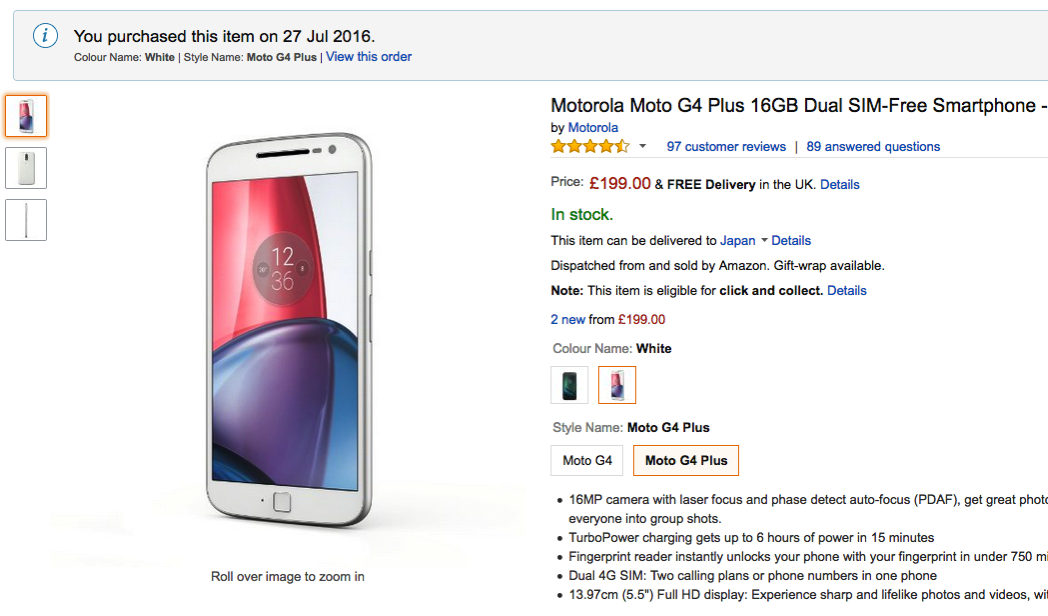 You purchased this item on 27 Jul 2016.
Colour Name: White | Style Name: Moto G4 Plus | View this order
Motorola Moto G4 Plus 16GB Dual SIM-Free Smartphone -
by Motorola
97 customer reviews | 89 answered questions
Price: £199.00 & FREE Delivery in the UK. Details
In stock.
This item can be delivered to Japan Details
Dispatched from and sold by Amazon. Gift-wrap available.
Note: This item is eligible for click and collect. Details
2 new from £199.00
Colour Name: White
Style Name: Moto G4 Plus
Moto G4 Moto G4 Plus
• 16MP camera with laser focus and phase detect auto-focus (PDAF), get great photo
everyone into group shots.
• TurboPower charging gets up to 6 hours of power in 15 minutes
• Fingerprint reader instantly unlocks your phone with your fingerprint in under 750 mi
• Dual 4G SIM: Two calling plans or phone numbers in one phone
• 13.97cm (5.5") Full HD display: Experience sharp and lifelike photos and videos, wit
12
36
Roll over image to zoom in